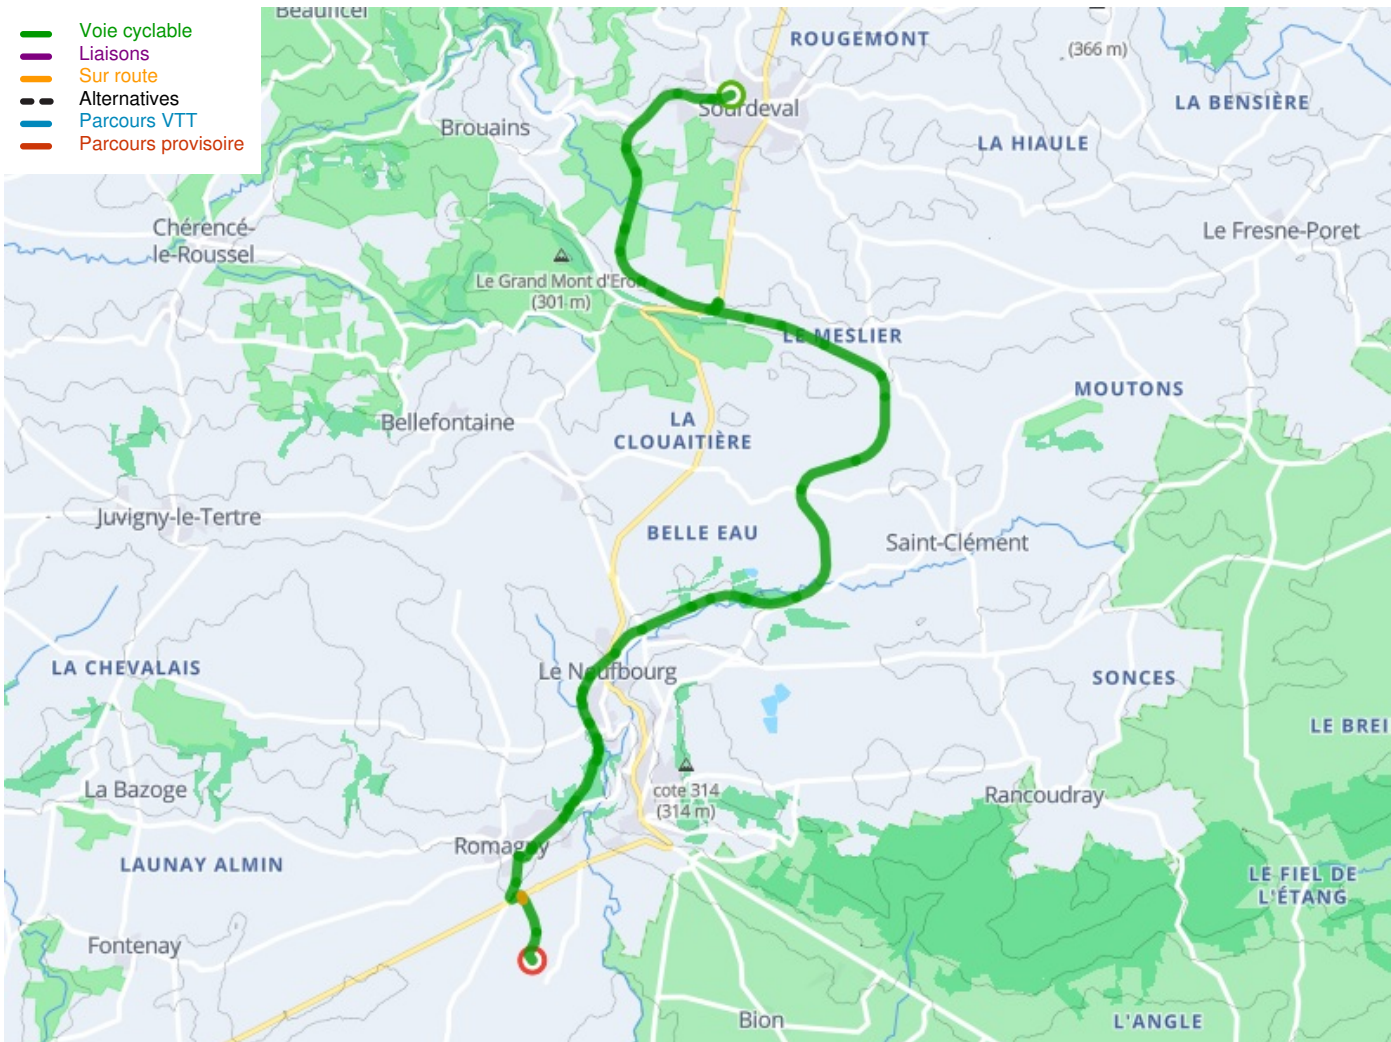 Beauficel
Voie cyclable
Liaisons
Sur route
Alternatives
Parcours VTT
Parcours provisoire
ROUGEMONT
(366 m)
LA BENSIÈRE
Sourdeval
Brouains
LA HIAULE
Chérencé-
le-Roussel
Le Fresne-Poret
Le Grand Mont d'Eron
(301 m)
LE MESLIER
MOUTONS
LA
CLOUAITIÈRE
Bellefontaine
Juvigny-le-Tertre
BELLE EAU
Saint-Clément
LA CHEVALAIS
Le Neufbourg
SONCES
LE BREI
La Bazoge
cote 314
(314 m)
Rancoudray
Romagny
LAUNAY ALMIN
LE FIEL DE
L'ÉTANG
Fontenay
Bion
L'ANGLE